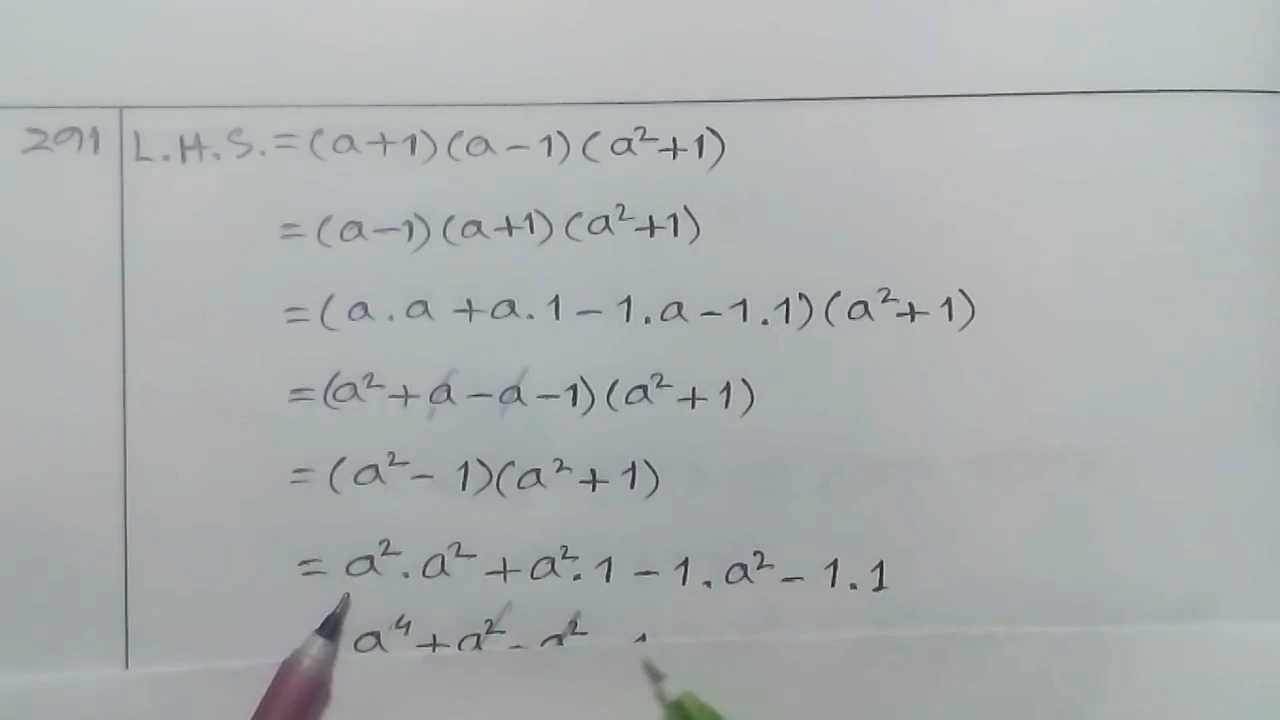 291 L.H.S. = (a+1)(a-1)(a²+1)
= (a-1)(a+1)(a²+1)
= (a.a + a.1 - 1.a - 1.1)(a²+1)
= (a² + a - a - 1)(a²+1)
= (a² - 1)(a² + 1)
= a².a² + a².1 - 1.a² - 1.1
a⁴ + a² - a²